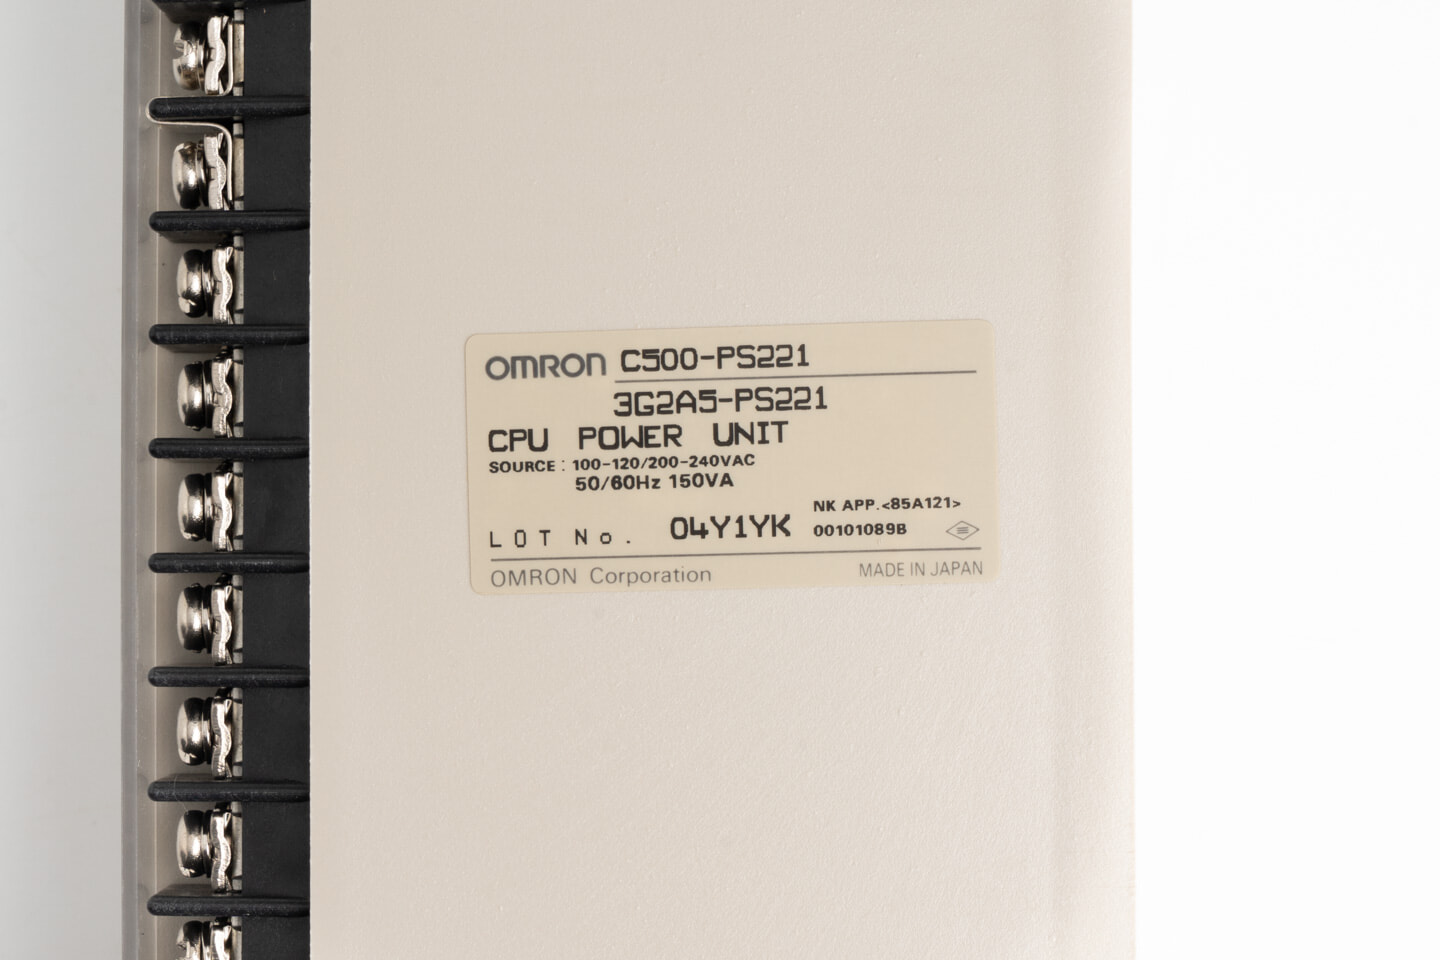 OMRON C500-PS221
3G2A5-PS221
CPU POWER UNIT
SOURCE : 100-120/200-240VAC
50/60Hz 150VA
NK APP.<85A121>
LOT No. 04Y1YK 00101089B
OMRON Corporation MADE IN JAPAN